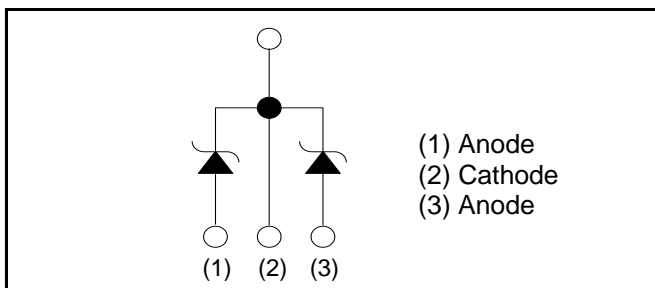 (1) Anode
(2) Cathode
(3) Anode
(1) (2) (3)